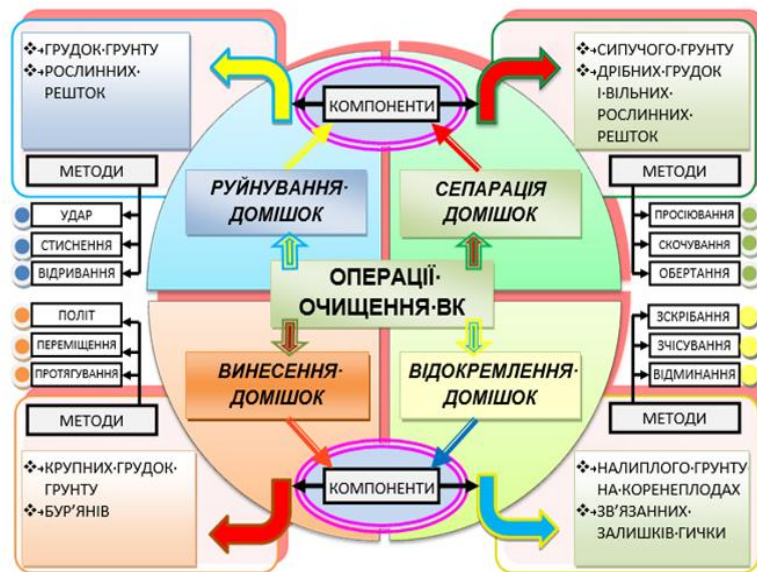 ГРУДОК ГРУНТУ
РОСЛИННИХ
РЕШТОК
КОМПОНЕНТИ
СИПУЧОГО ГРУНТУ
ДРІБНИХ ГРУДОК
І ВІЛЬНИХ
РОСЛИННИХ
РЕШТОК
МЕТОДИ
УДАР
СТИСНЕННЯ
ВІДРИВАННЯ
РУЙНУВАННЯ
ДОМІШОК
СЕПАРАЦІЯ
ДОМІШОК
МЕТОДИ
ПРОСІЮВАННЯ
СКОЧУВАННЯ
ОБЕРТАННЯ
ОПЕРАЦІЇ
ОЧИЩЕННЯ ВК
ПОЛІТ
ПЕРЕМІЩЕННЯ
ПРОТЯГУВАННЯ
МЕТОДИ
ВИНЕСЕННЯ
ДОМІШОК
ВІДОКРЕМЛЕННЯ
ДОМІШОК
ЗСКРІБАННЯ
ЗЧІСУВАННЯ
ВІДМИНАННЯ
МЕТОДИ
КРУПНИХ ГРУДОК
ГРУНТУ
БУР’ЯНІВ
КОМПОНЕНТИ
НАЛИПЛОГО ГРУНТУ
НА КОРЕНЕПЛОДАХ
ЗВ’ЯЗАННИХ
ЗАЛИШКІВ ГИЧКИ